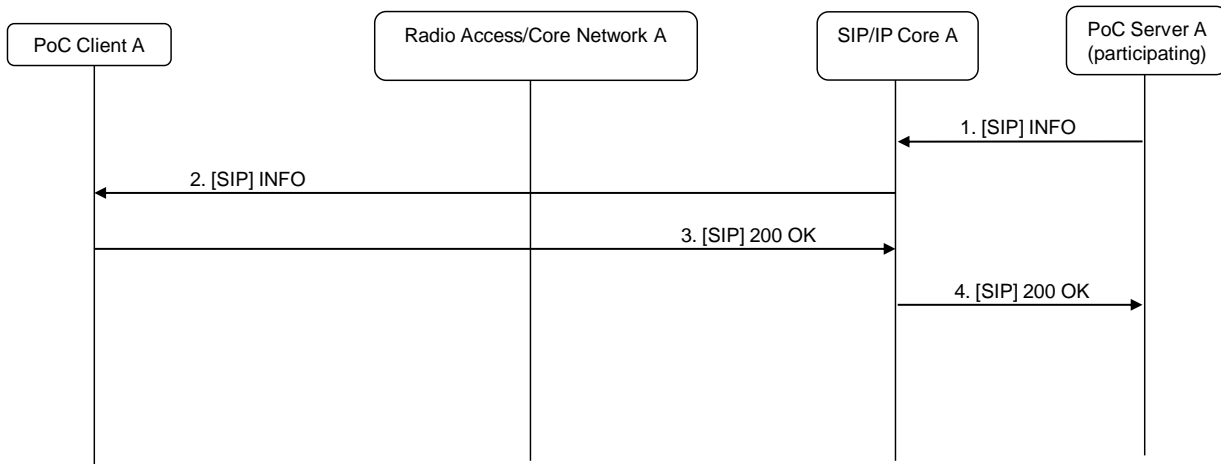 PoC Client A
Radio Access/Core Network A
SIP/IP Core A
PoC Server A
(participating)
1. [SIP] INFO
2. [SIP] INFO
3. [SIP] 200 OK
4. [SIP] 200 OK